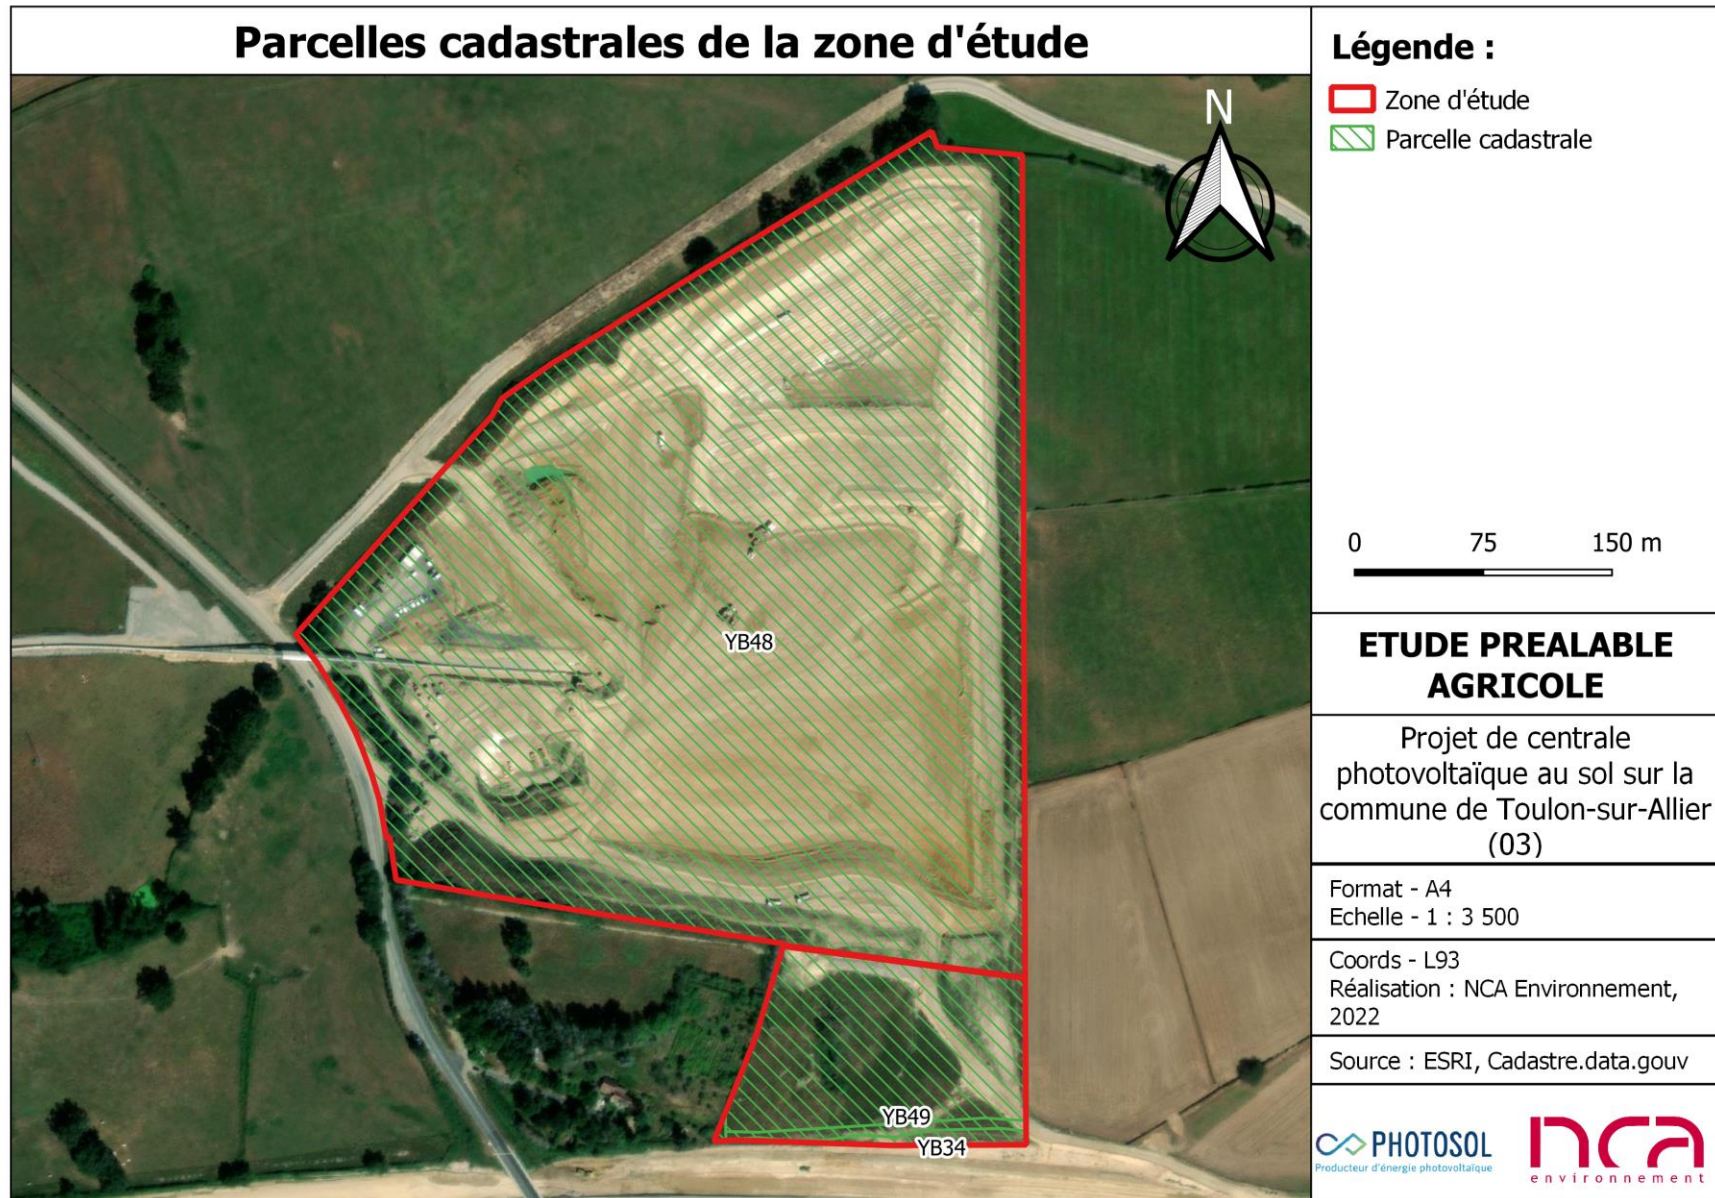 Parcelles cadastrales de la zone d'étude
N
YB48
YB49
YB34
Légende :
Zone d'étude
Parcelle cadastrale
0 75 150 m
ETUDE PREALABLE
AGRICOLE
Projet de centrale
photovoltaïque au sol sur la
commune de Toulon-sur-Allier
(03)
Format - A4
Echelle - 1 : 3 500
Coords - L93
Réalisation : NCA Environnement,
2022
Source : ESRI, Cadastre.data.gouv
PHOTOSOL
Producteur d'énergie photovoltaïque
nca
environnement